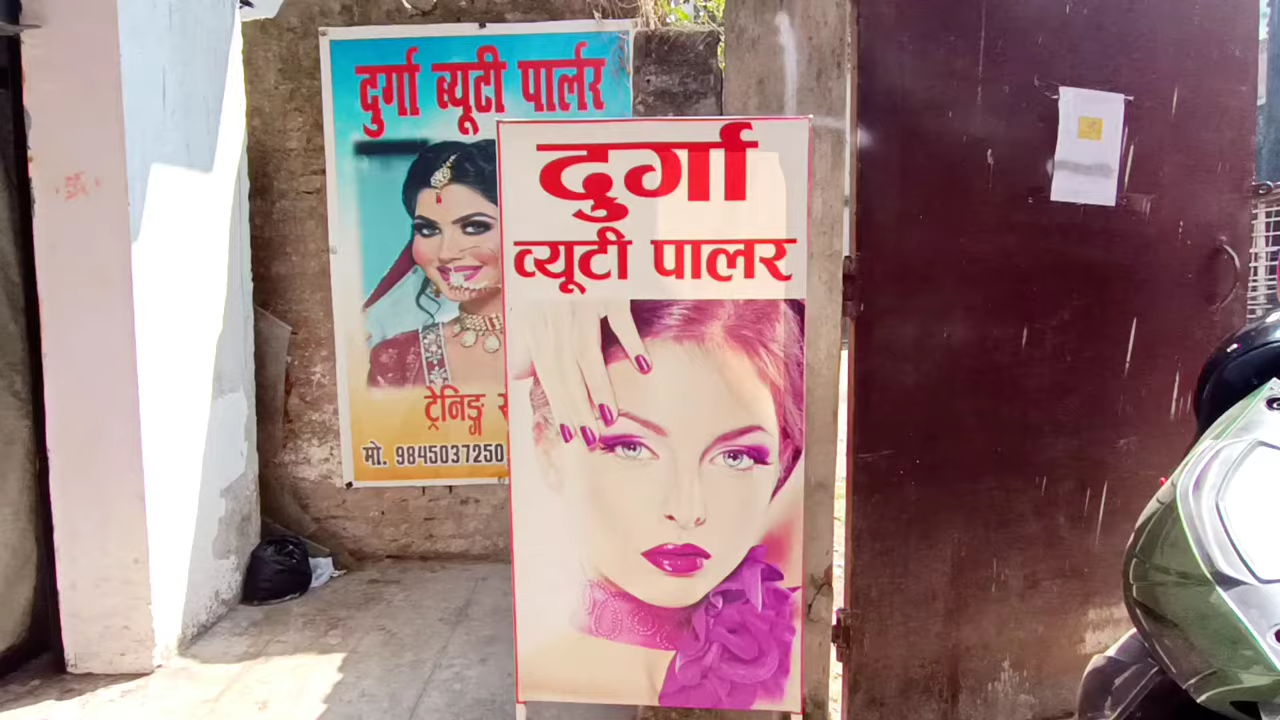 दुर्गा ब्यूटी पार्लर
ट्रेनिङ्ग
मो. 9845037250
दुर्गा
ब्यूटी पालर